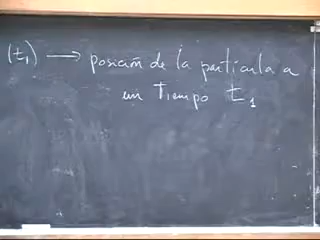 (t₁) → posición de la partícula a
un Tiempo t₁